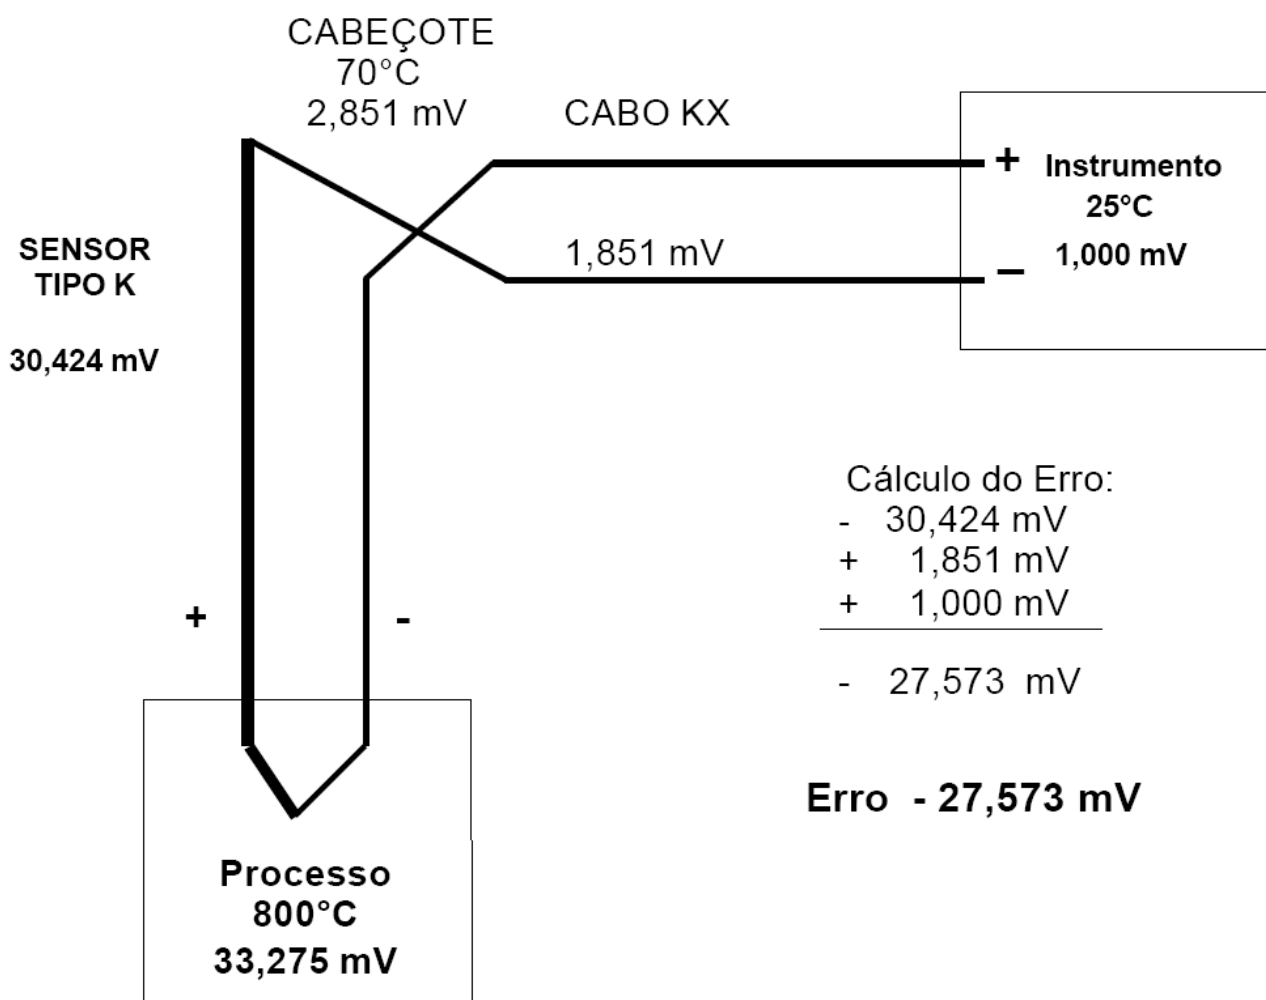 CABEÇOTE
70°C
2,851 mV
CABO KX
+ Instrumento
25°C
1,000 mV
–
SENSOR
TIPO K
30,424 mV
1,851 mV
Cálculo do Erro:
- 30,424 mV
+ 1,851 mV
+ 1,000 mV
- 27,573 mV
Erro - 27,573 mV
+ -
Processo
800°C
33,275 mV